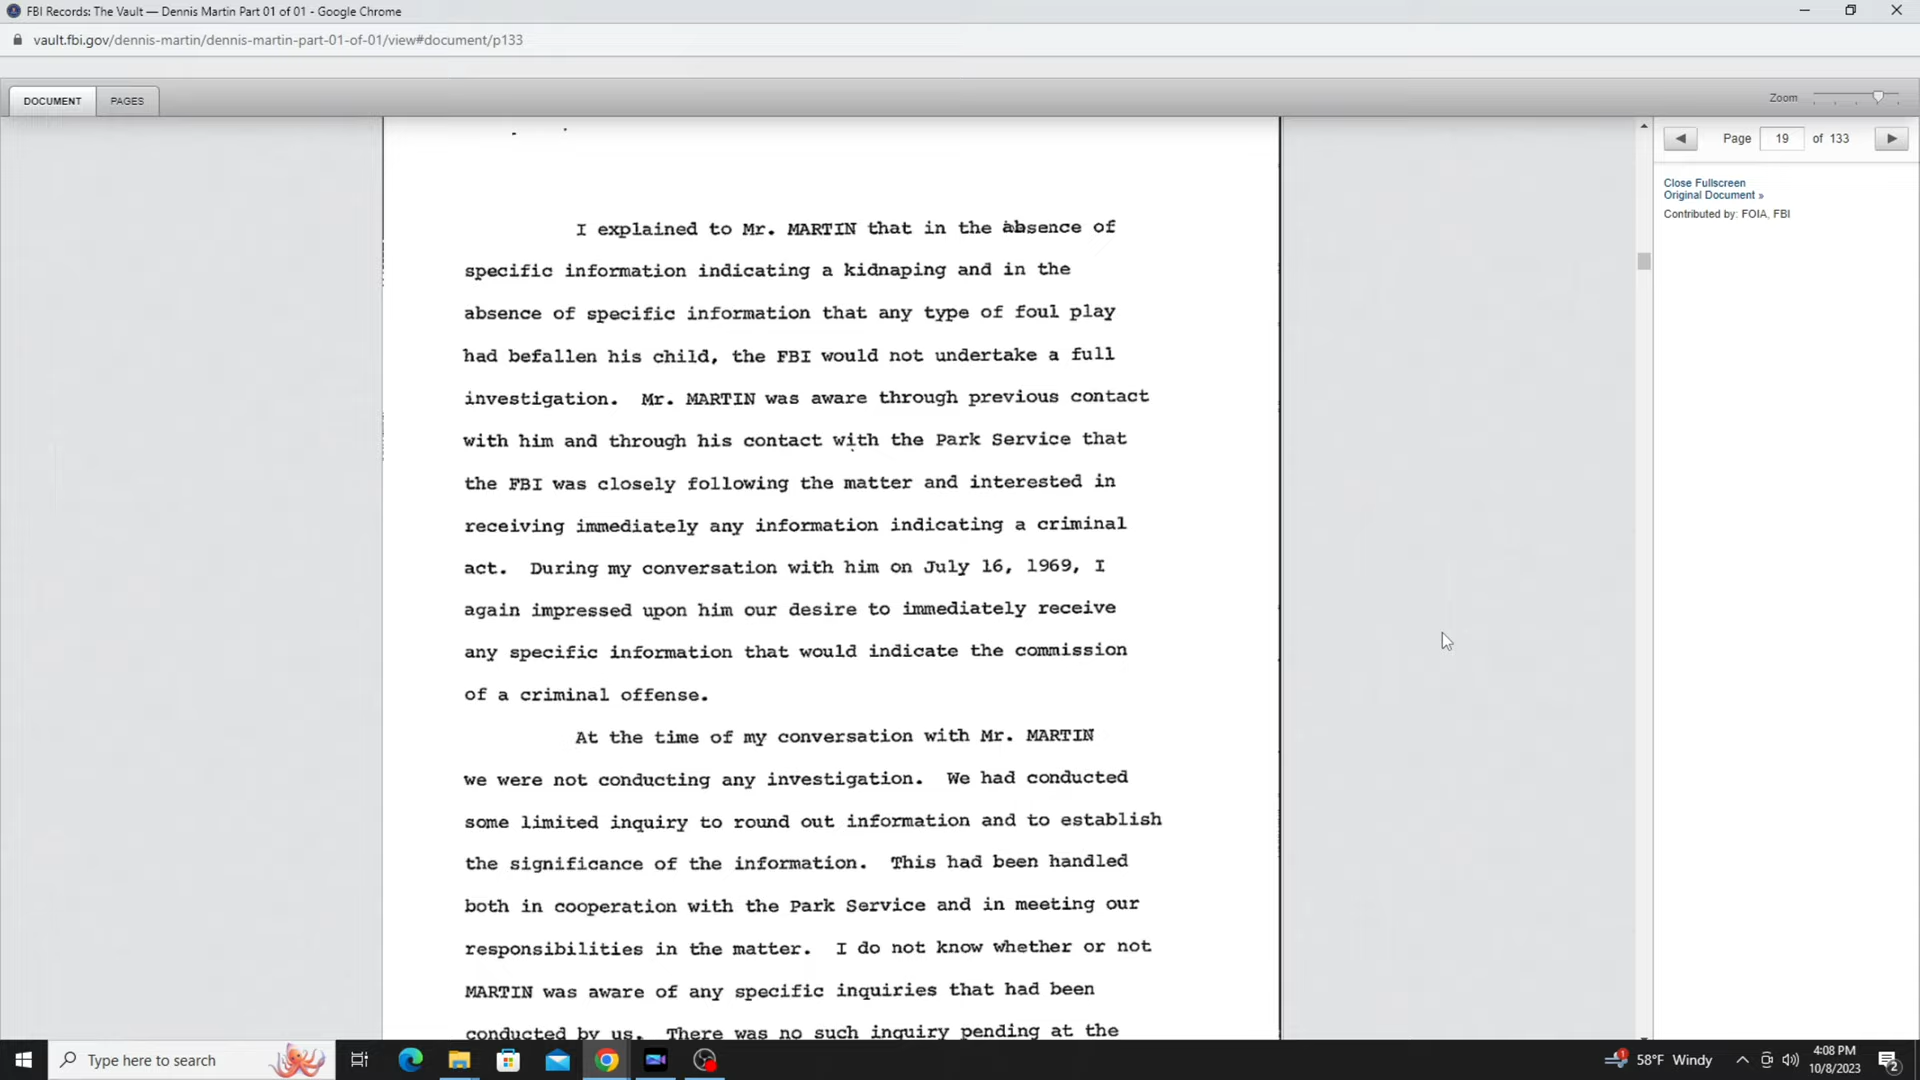 FBI Records: The Vault — Dennis Martin Part 01 of 01 - Google Chrome
vault.fbi.gov/dennis-martin/dennis-martin-part-01-of-01/view#document/p133
DOCUMENT
PAGES
Zoom
Page 19 of 133
Close Fullscreen
Original Document »
Contributed by: FOIA, FBI
I explained to Mr. MARTIN that in the absence of
specific information indicating a kidnaping and in the
absence of specific information that any type of foul play
had befallen his child, the FBI would not undertake a full
investigation. Mr. MARTIN was aware through previous contact
with him and through his contact with the Park Service that
the FBI was closely following the matter and interested in
receiving immediately any information indicating a criminal
act. During my conversation with him on July 16, 1969, I
again impressed upon him our desire to immediately receive
any specific information that would indicate the commission
of a criminal offense.
At the time of my conversation with Mr. MARTIN
we were not conducting any investigation. We had conducted
some limited inquiry to round out information and to establish
the significance of the information. This had been handled
both in cooperation with the Park Service and in meeting our
responsibilities in the matter. I do not know whether or not
MARTIN was aware of any specific inquiries that had been
conducted by us. There was no such inquiry pending at the
Type here to search
58°F Windy
4:08 PM
10/8/2023
2